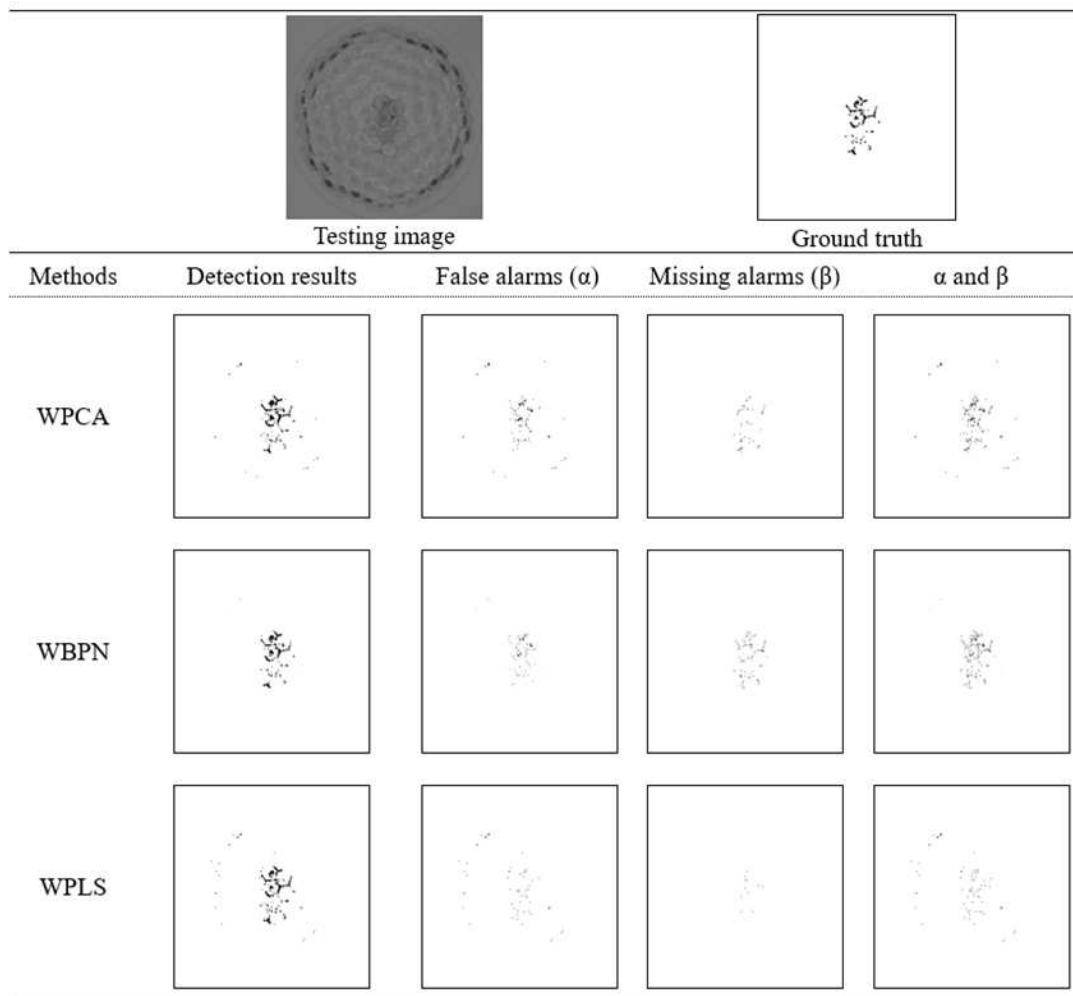 Testing image
Ground truth
Methods
Detection results
False alarms (α)
Missing alarms (β)
α and β
WPCA
WBPN
WPLS